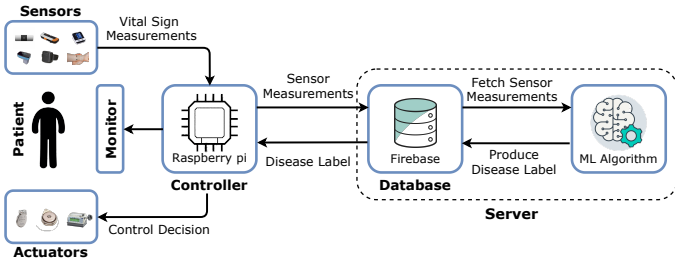 Sensors
Vital Sign
Measurements
Patient
Monitor
Raspberry pi
Controller
Sensor
Measurements
Disease Label
Firebase
Database
Fetch Sensor
Measurements
Produce
Disease Label
ML Algorithm
Server
Control Decision
Actuators